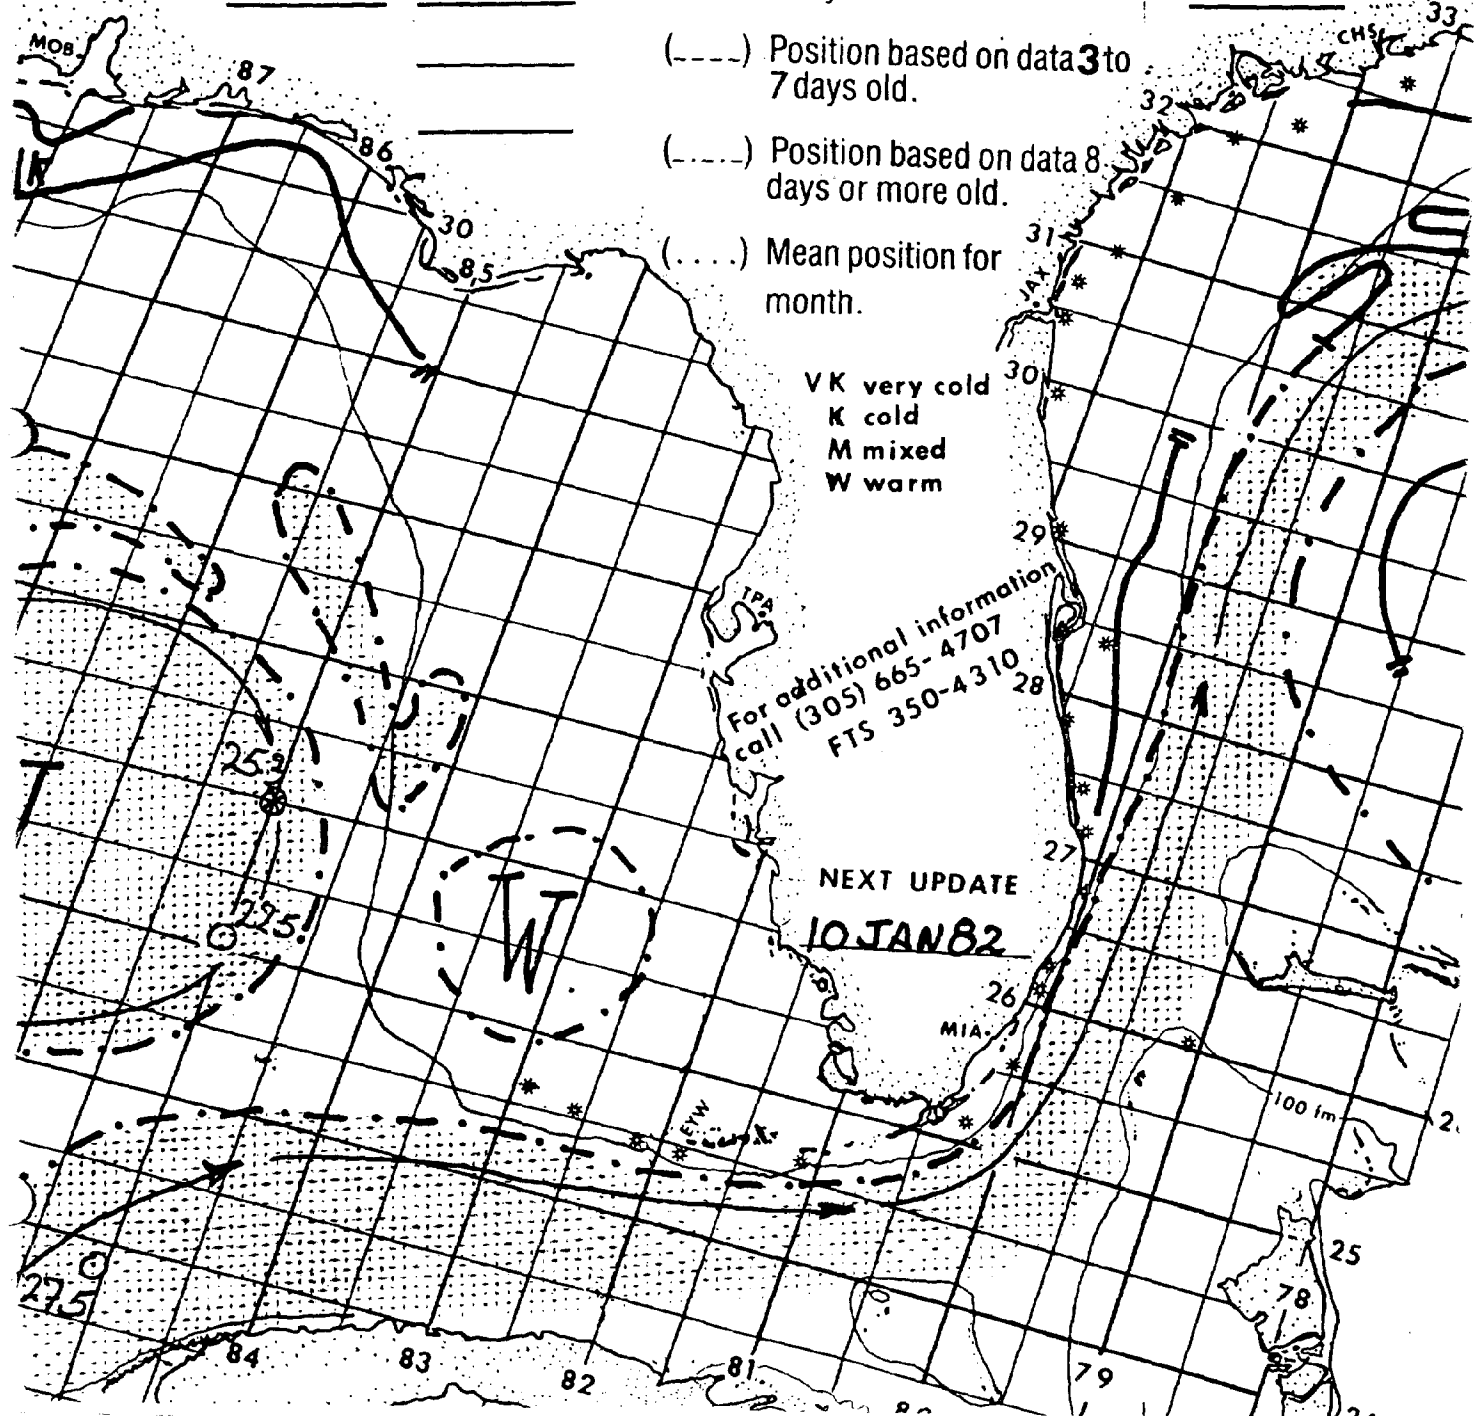 33
CHS
MOB
(----) Position based on data 3 to
7 days old.
87
32
86
(_._._) Position based on data 8
days or more old.
K
30
31
(....) Mean position for
month.
85
JAX
VK very cold
K cold
M mixed
W warm
30
29
TPA
For additional information
call (305) 665-4707
FTS 350-4310
28
25.2
27
NEXT UPDATE
10 JAN 82
W
22.5
26
MIA
100 fm
EYW
25
27.5
78
84
83
82
81
79